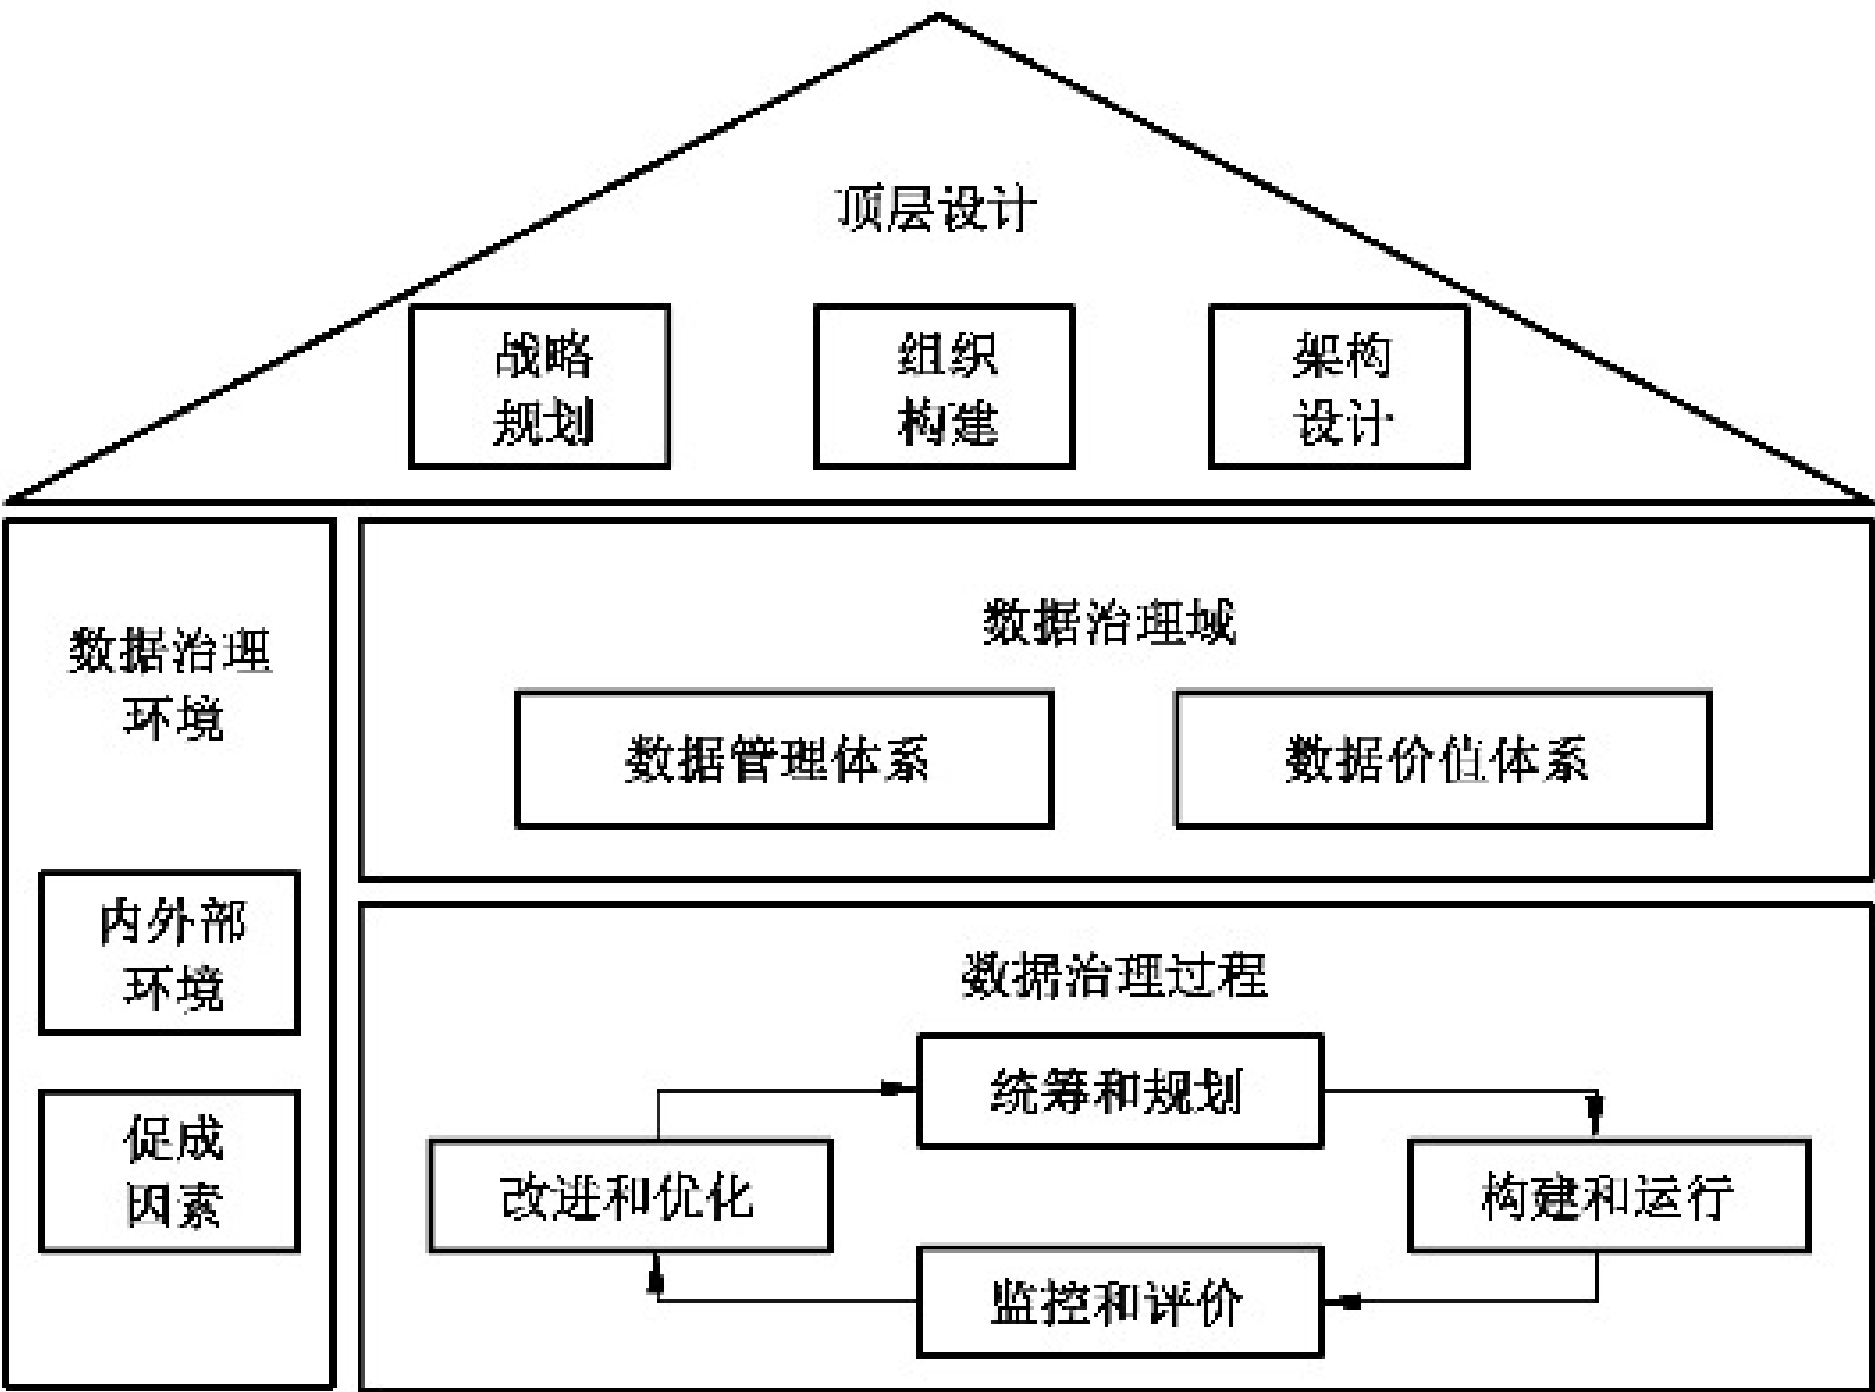 顶层设计
战略
规划
组织
构建
架构
设计
数据治理
环境
内外部
环境
促成
因素
数据治理域
数据管理体系
数据价值体系
数据治理过程
统筹和规划
改进和优化
构建和运行
监控和评价